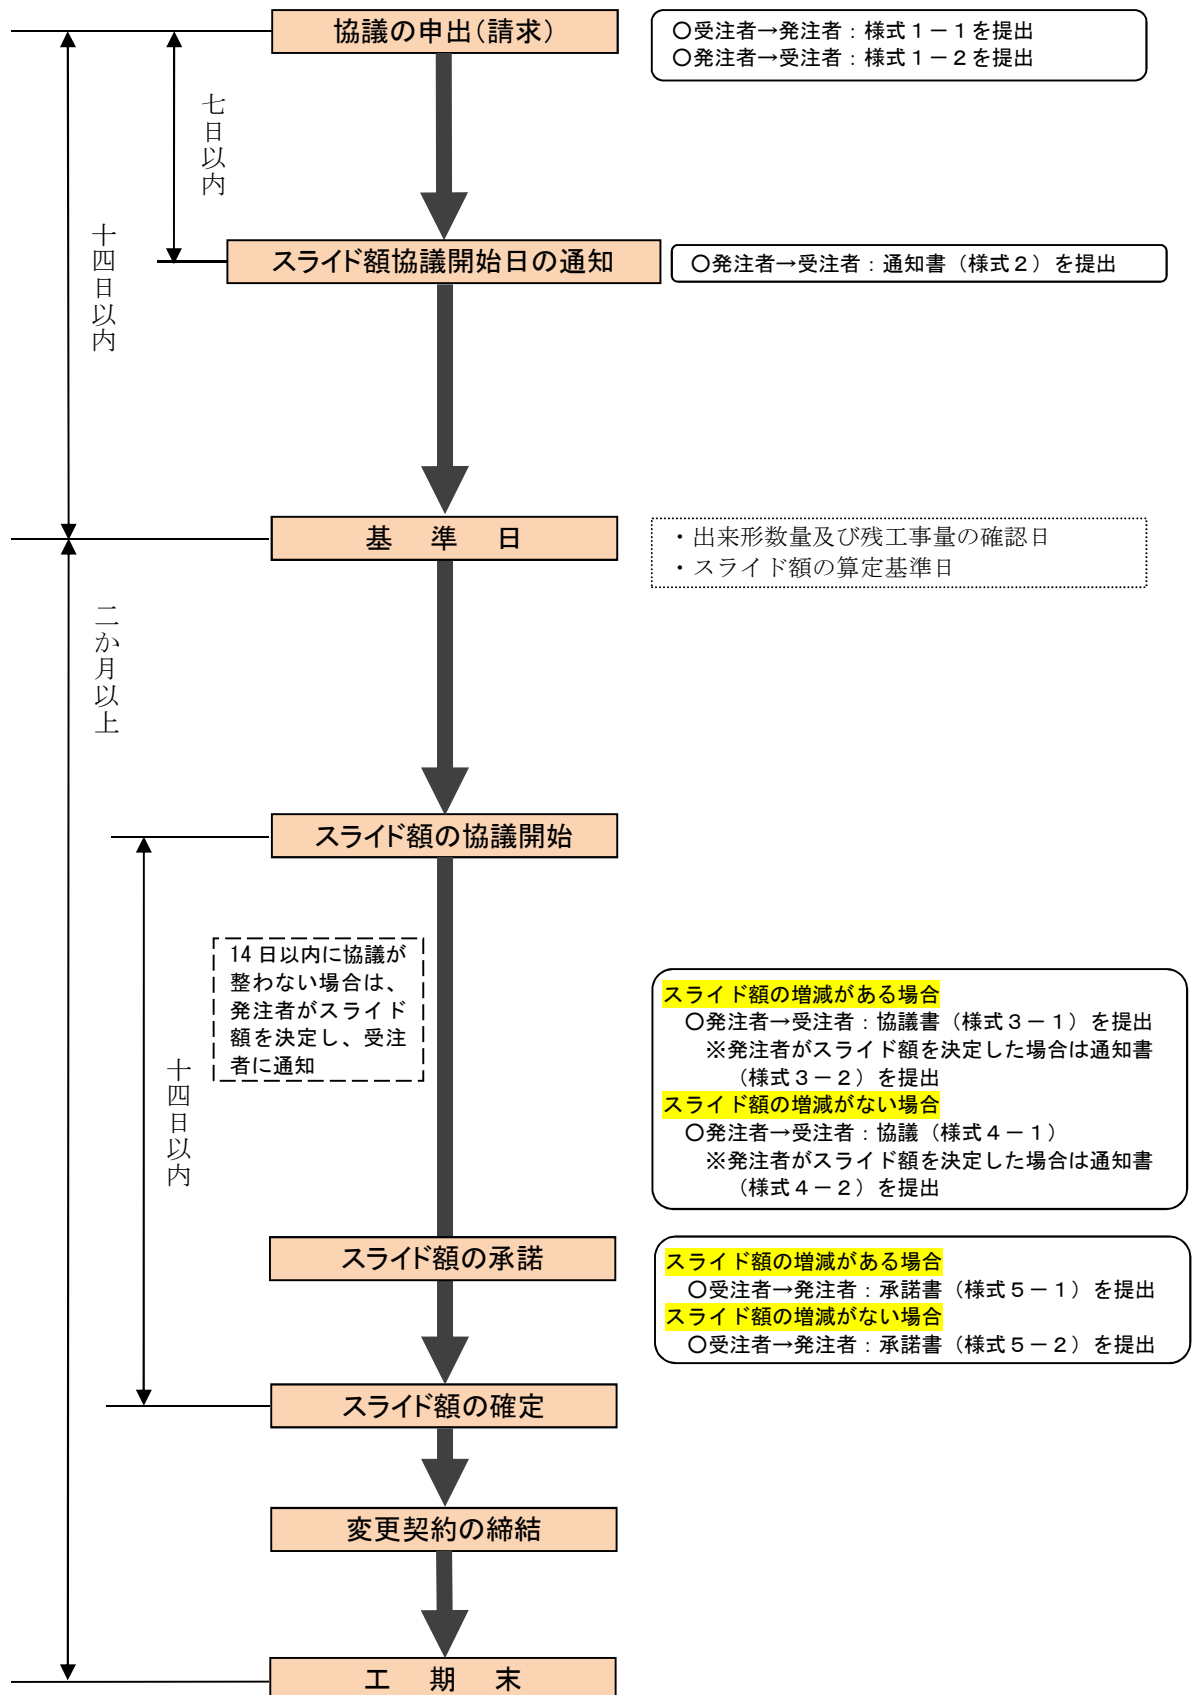 協議の申出（請求）
〇受注者→発注者：様式１－１を提出
〇発注者→受注者：様式１－２を提出
七日以内
十四日以内
スライド額協議開始日の通知
〇発注者→受注者：通知書（様式２）を提出
基　準　日
・出来形数量及び残工事量の確認日
・スライド額の算定基準日
二か月以上
スライド額の協議開始
14日以内に協議が
整わない場合は、
発注者がスライド
額を決定し、受注
者に通知
十四日以内
スライド額の増減がある場合
〇発注者→受注者：協議書（様式３－１）を提出
※発注者がスライド額を決定した場合は通知書
（様式３－２）を提出
スライド額の増減がない場合
〇発注者→受注者：協議（様式４－１）
※発注者がスライド額を決定した場合は通知書
（様式４－２）を提出
スライド額の承諾
スライド額の増減がある場合
〇受注者→発注者：承諾書（様式５－１）を提出
スライド額の増減がない場合
〇受注者→発注者：承諾書（様式５－２）を提出
スライド額の確定
変更契約の締結
工　期　末